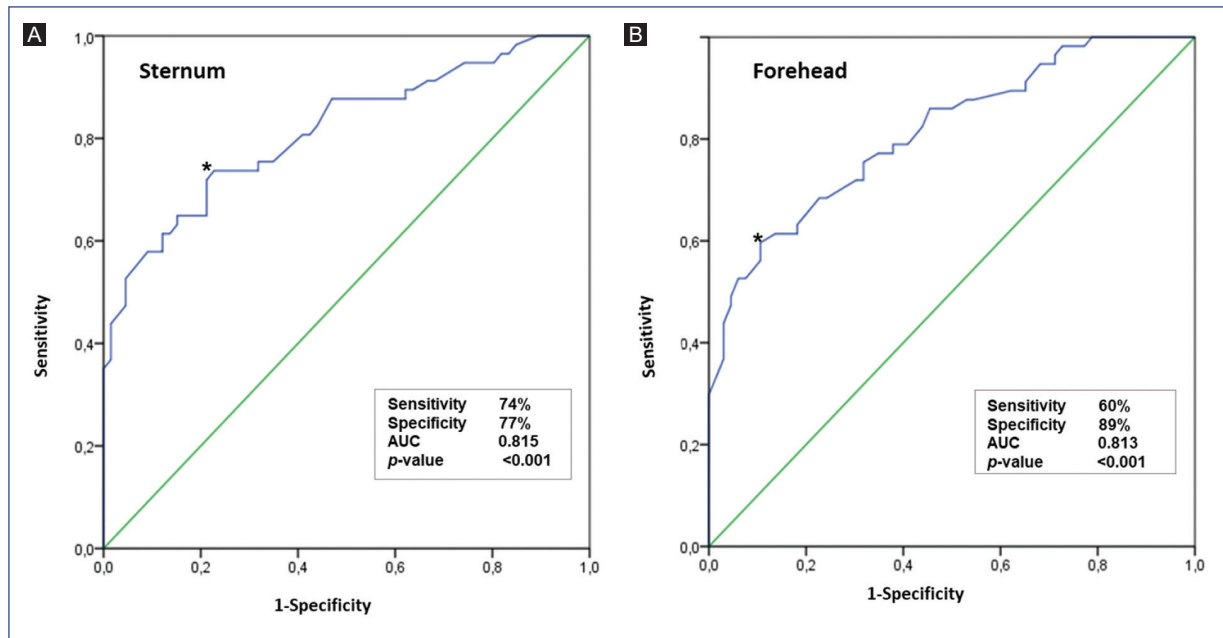 A
Sternum
1,0
0,8
0,6
0,4
0,2
0,0
Sensitivity
*
Sensitivity 74%
Specificity 77%
AUC 0.815
p-value <0.001
0,0 0,2 0,4 0,6 0,8 1,0
1-Specificity
B
Forehead
0,8
0,6
0,4
0,2
0,0
Sensitivity
*
Sensitivity 60%
Specificity 89%
AUC 0.813
p-value <0.001
0,0 0,2 0,4 0,6 0,8 1,0
1-Specificity